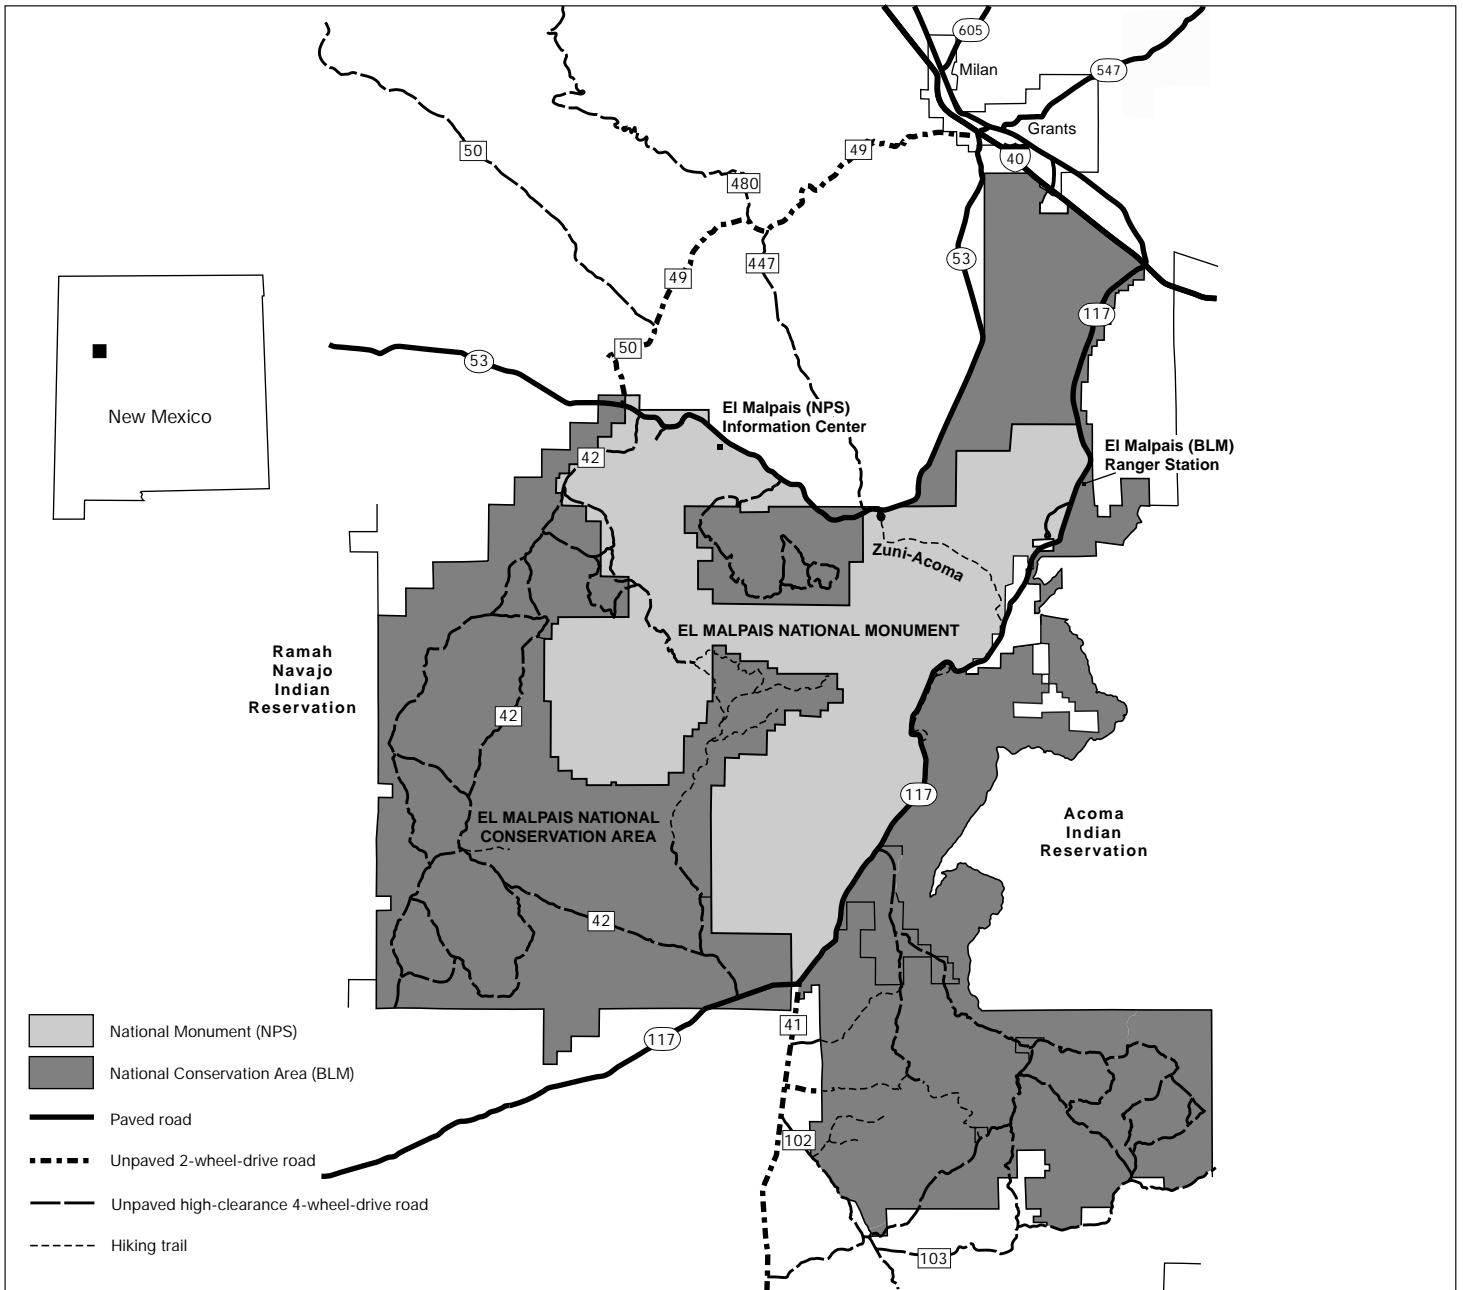 605
Milan
547
Grants
50
49
40
480
53
447
49
117
50
53
New Mexico
El Malpais (NPS)
Information Center
El Malpais (BLM)
Ranger Station
42
Zuni-Acoma
EL MALPAIS NATIONAL MONUMENT
Ramah
Navajo
Indian
Reservation
42
117
EL MALPAIS NATIONAL
CONSERVATION AREA
Acoma
Indian
Reservation
42
41
117
National Monument (NPS)
National Conservation Area (BLM)
Paved road
102
Unpaved 2-wheel-drive road
Unpaved high-clearance 4-wheel-drive road
Hiking trail
103